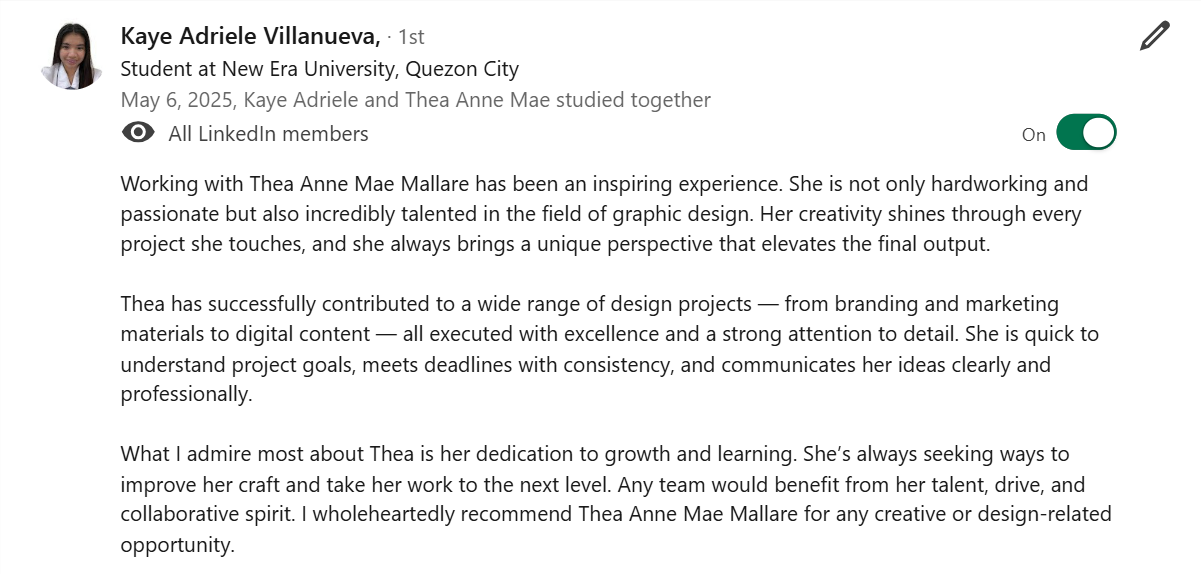 Kaye Adriele Villanueva, · 1st
Student at New Era University, Quezon City
May 6, 2025, Kaye Adriele and Thea Anne Mae studied together
All LinkedIn members
On
Working with Thea Anne Mae Mallare has been an inspiring experience. She is not only hardworking and
passionate but also incredibly talented in the field of graphic design. Her creativity shines through every
project she touches, and she always brings a unique perspective that elevates the final output.
Thea has successfully contributed to a wide range of design projects — from branding and marketing
materials to digital content — all executed with excellence and a strong attention to detail. She is quick to
understand project goals, meets deadlines with consistency, and communicates her ideas clearly and
professionally.
What I admire most about Thea is her dedication to growth and learning. She’s always seeking ways to
improve her craft and take her work to the next level. Any team would benefit from her talent, drive, and
collaborative spirit. I wholeheartedly recommend Thea Anne Mae Mallare for any creative or design-related
opportunity.